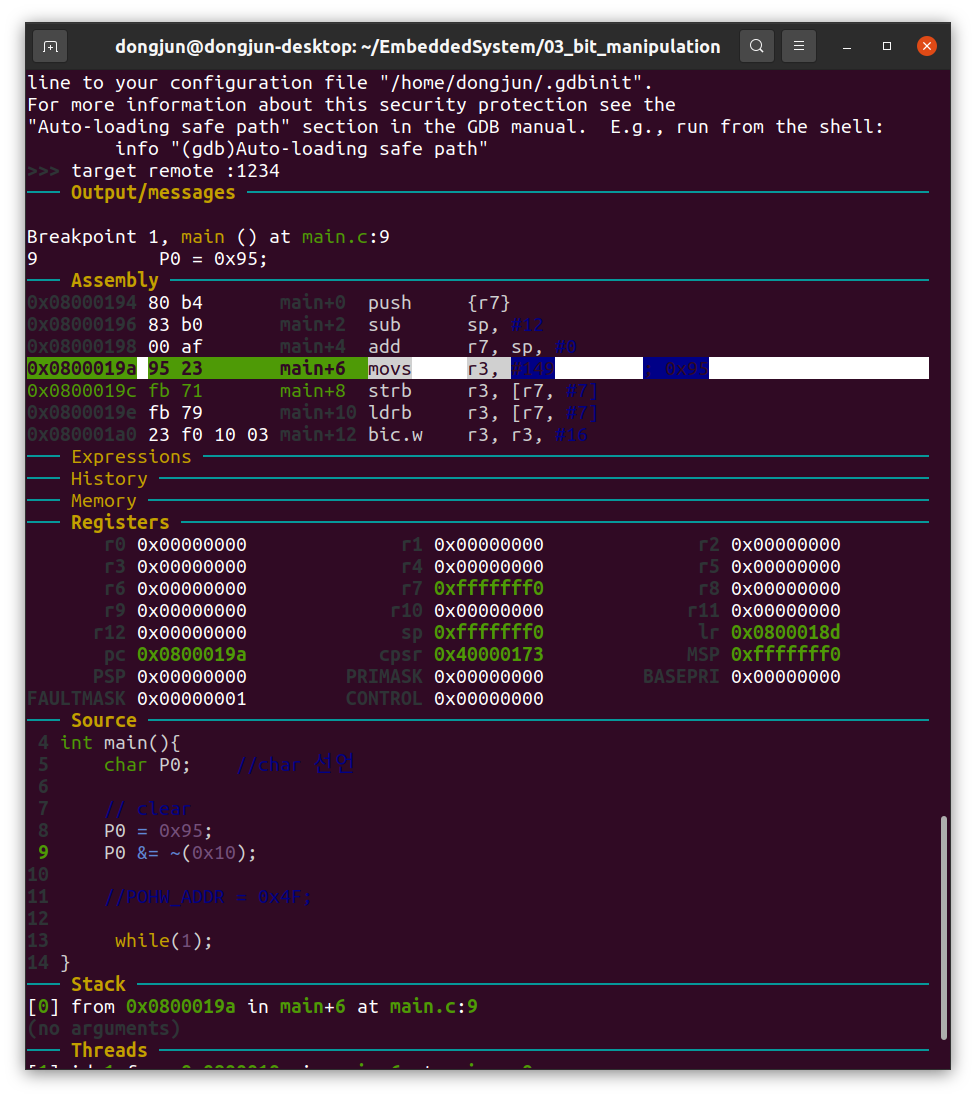 dongjun@dongjun-desktop: ~/EmbeddedSystem/03_bit_manipulation
line to your configuration file "/home/dongjun/.gdbinit".
For more information about this security protection see the
"Auto-loading safe path" section in the GDB manual.  E.g., run from the shell:
        info "(gdb)Auto-loading safe path"
>>> target remote :1234
─── Output/messages ───
Breakpoint 1, main () at main.c:9
9           P0 = 0x95;
─── Assembly ───
0x08000194 80 b4       main+0  push     {r7}
0x08000196 83 b0       main+2  sub      sp, #12
0x08000198 00 af       main+4  add      r7, sp, #0
0x0800019a 95 23       main+6  movs     r3, #149        ; 0x95
0x0800019c fb 71       main+8  strb     r3, [r7, #7]
0x0800019e fb 79       main+10 ldrb     r3, [r7, #7]
0x080001a0 23 f0 10 03 main+12 bic.w    r3, r3, #16
─── Expressions ───
─── History ───
─── Memory ───
─── Registers ───
r0 0x00000000 r1 0x00000000 r2 0x00000000
r3 0x00000000 r4 0x00000000 r5 0x00000000
r6 0x00000000 r7 0xfffffff0 r8 0x00000000
r9 0x00000000 r10 0x00000000 r11 0x00000000
r12 0x00000000 sp 0xfffffff0 lr 0x0800018d
pc 0x0800019a cpsr 0x40000173 MSP 0xfffffff0
PSP 0x00000000 PRIMASK 0x00000000 BASEPRI 0x00000000
FAULTMASK 0x00000001 CONTROL 0x00000000
─── Source ───
4 int main(){
5     char P0;    //char 선언
6
7     // clear
8     P0 = 0x95;
9     P0 &= ~(0x10);
10
11     //POHW_ADDR = 0x4F;
12
13      while(1);
14 }
─── Stack ───
[0] from 0x0800019a in main+6 at main.c:9
(no arguments)
─── Threads ───